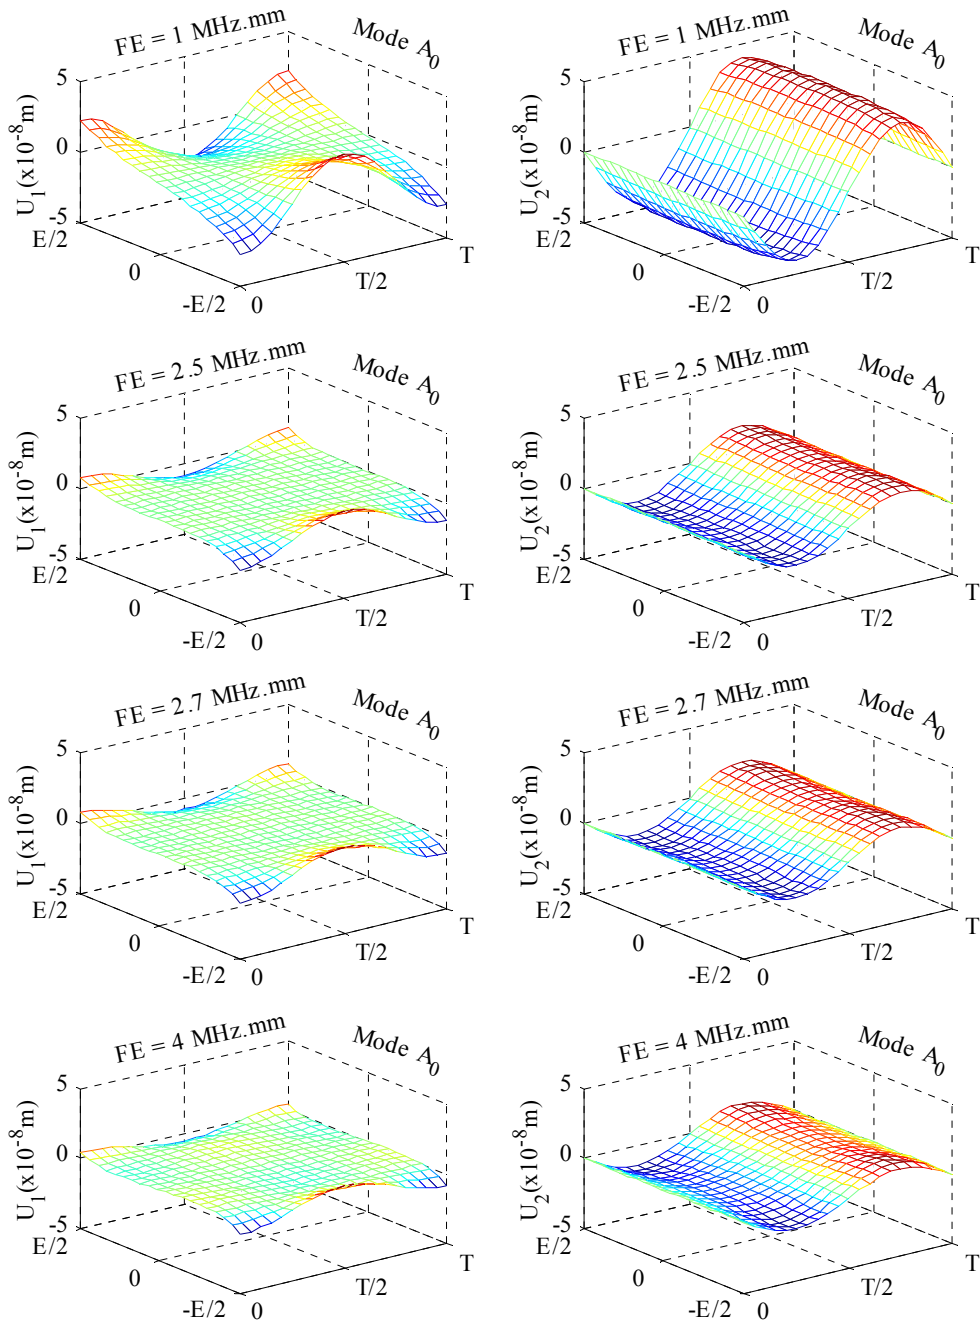 FE = 1 MHz.mm
Mode A0
5
0
-5
U1(x10-8m)
E/2
0
-E/2
0
T/2
T
FE = 1 MHz.mm
Mode A0
5
0
-5
U2(x10-8m)
E/2
0
-E/2
0
T/2
T
FE = 2.5 MHz.mm
Mode A0
5
0
-5
U1(x10-8m)
E/2
0
-E/2
0
T/2
T
FE = 2.5 MHz.mm
Mode A0
5
0
-5
U2(x10-8m)
E/2
0
-E/2
0
T/2
T
FE = 2.7 MHz.mm
Mode A0
5
0
-5
U1(x10-8m)
E/2
0
-E/2
0
T/2
T
FE = 2.7 MHz.mm
Mode A0
5
0
-5
U2(x10-8m)
E/2
0
-E/2
0
T/2
T
FE = 4 MHz.mm
Mode A0
5
0
-5
U1(x10-8m)
E/2
0
-E/2
0
T/2
T
FE = 4 MHz.mm
Mode A0
5
0
-5
U2(x10-8m)
E/2
0
-E/2
0
T/2
T